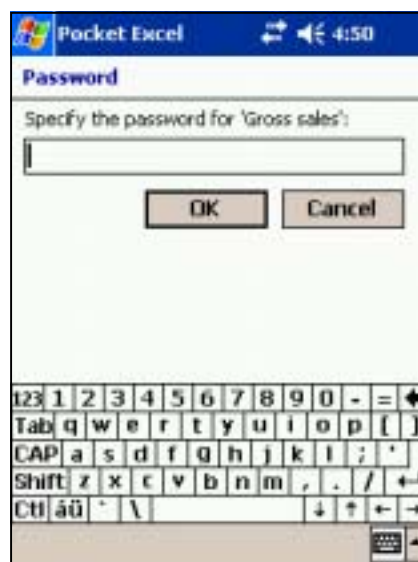 Pocket Excel 4:50
Password
Specify the password for 'Gross sales':
OK Cancel
123 1 2 3 4 5 6 7 8 9 0 - =
Tab q w e r t y u i o p [ ]
CAP a s d f g h j k l ; '
Shift z x c v b n m , . /
Ctl áü ` \